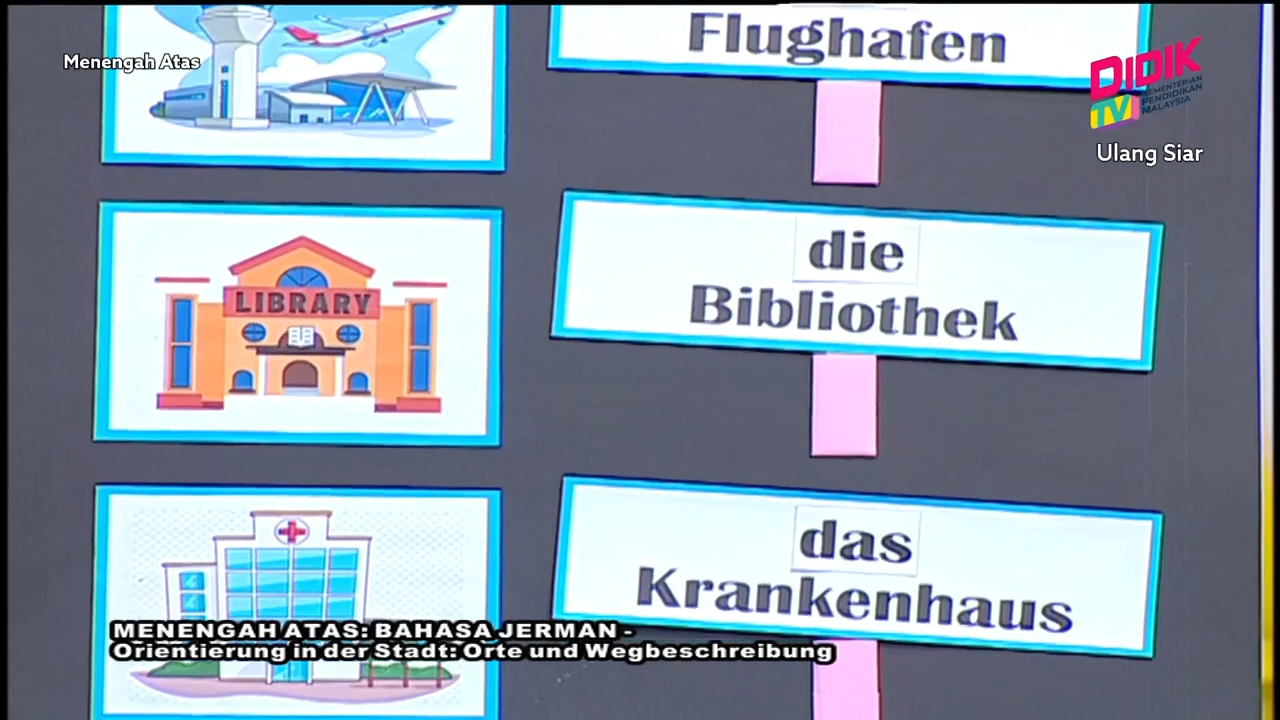 Menengah Atas
Flughafen
DIDIK
TV
KEMENTERIAN
PENDIDIKAN
MALAYSIA
Ulang Siar
LIBRARY
die
Bibliothek
das
Krankenhaus
MENENGAH ATAS: BAHASA JERMAN -
Orientierung in der Stadt: Orte und Wegbeschreibung